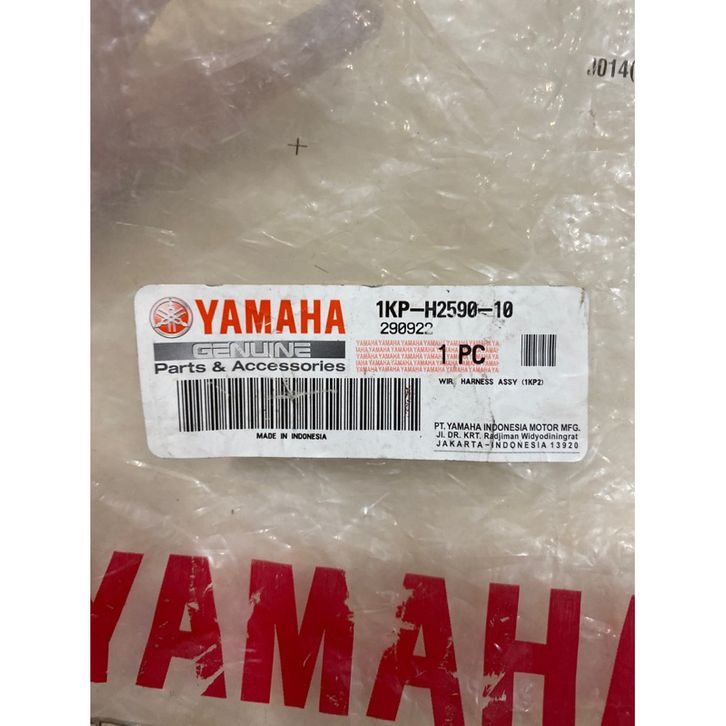 J014(
YAMAHA
GENUINE
Parts & Accessories
1KP-H2590-10
290922
1 PC
WIR. HARNESS ASSY (1KP2)
MADE IN INDONESIA
PT. YAMAHA INDONESIA MOTOR MFG.
Jl. DR. KRT. Radjiman Widyodiningrat
JAKARTA-INDONESIA 13920
YAMAHA